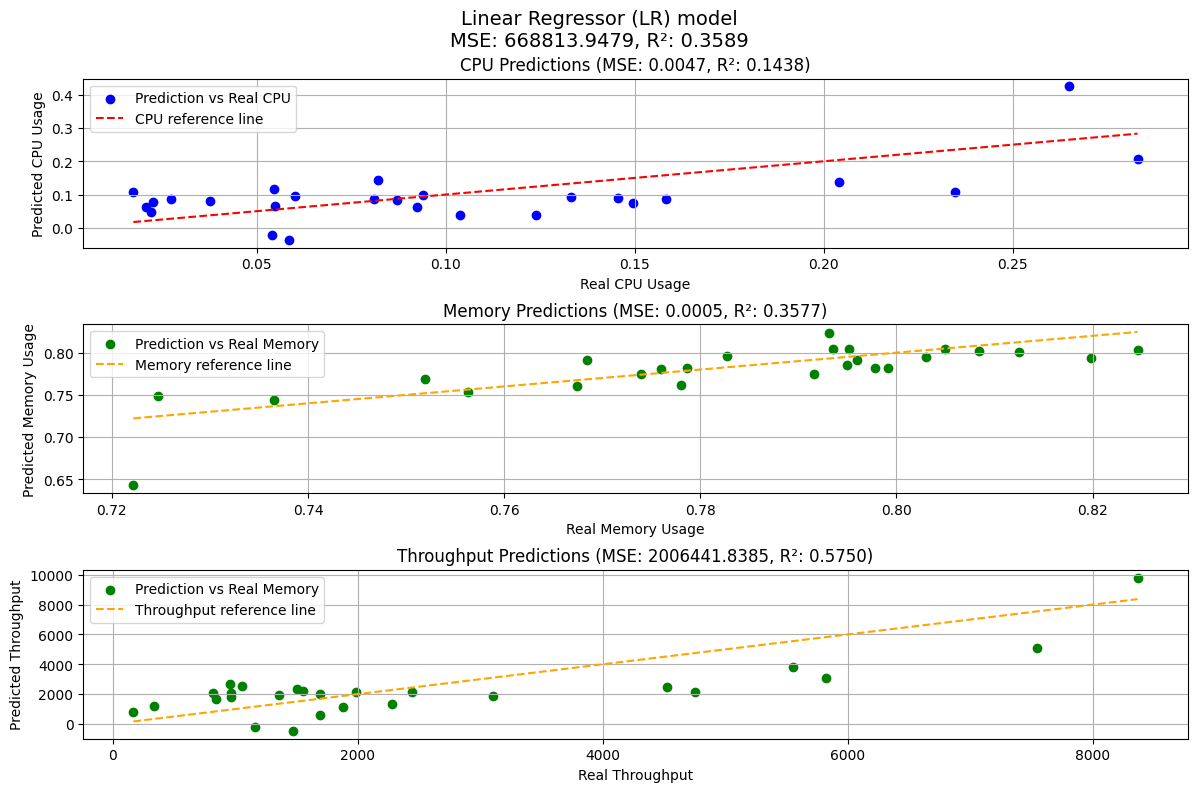 Linear Regressor (LR) model
MSE: 668813.9479, R²: 0.3589
CPU Predictions (MSE: 0.0047, R²: 0.1438)
Predicted CPU Usage
0.4
0.3
0.2
0.1
0.0
Prediction vs Real CPU
CPU reference line
0.05 0.10 0.15 0.20 0.25
Real CPU Usage
Memory Predictions (MSE: 0.0005, R²: 0.3577)
Predicted Memory Usage
0.80
0.75
0.70
0.65
Prediction vs Real Memory
Memory reference line
0.72 0.74 0.76 0.78 0.80 0.82
Real Memory Usage
Throughput Predictions (MSE: 2006441.8385, R²: 0.5750)
Predicted Throughput
10000
8000
6000
4000
2000
0
Prediction vs Real Memory
Throughput reference line
0 2000 4000 6000 8000
Real Throughput